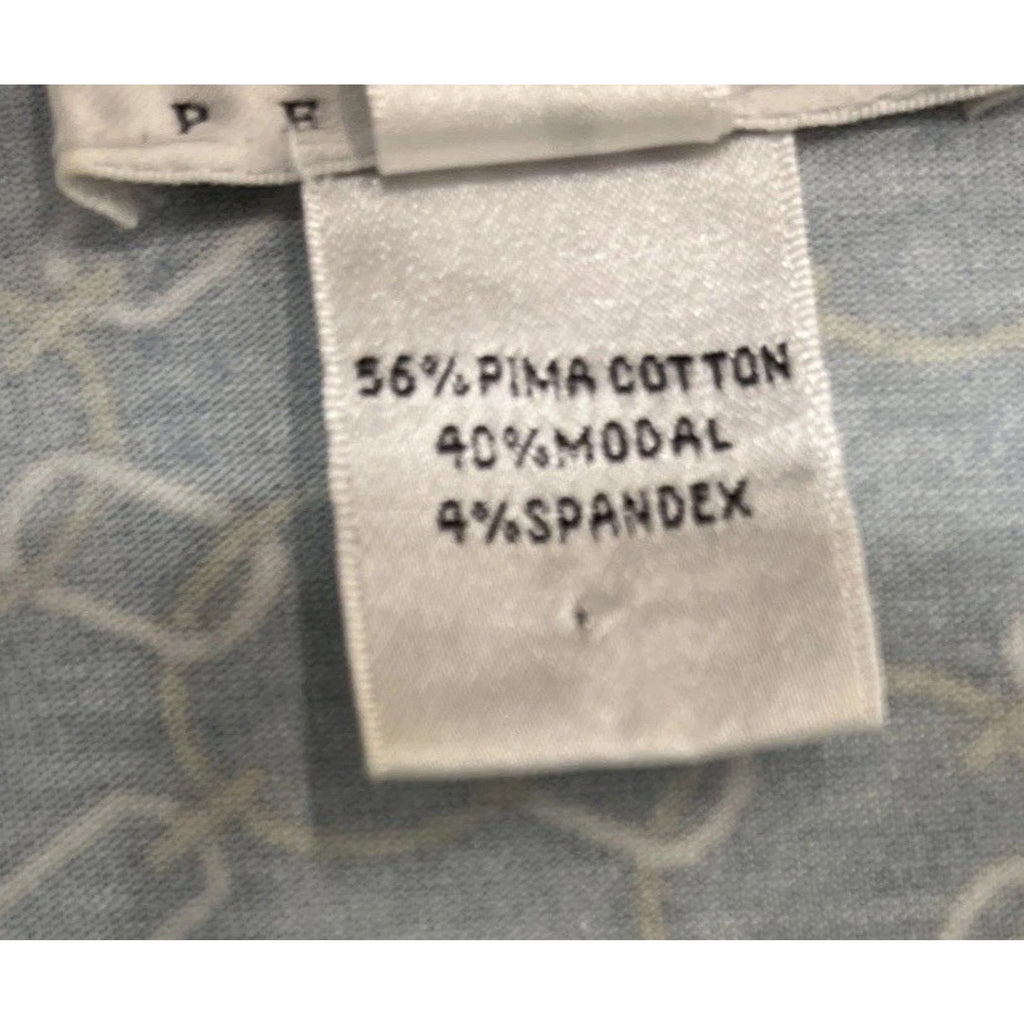 P E
56% PIMA COTTON
40% MODAL
4% SPANDEX